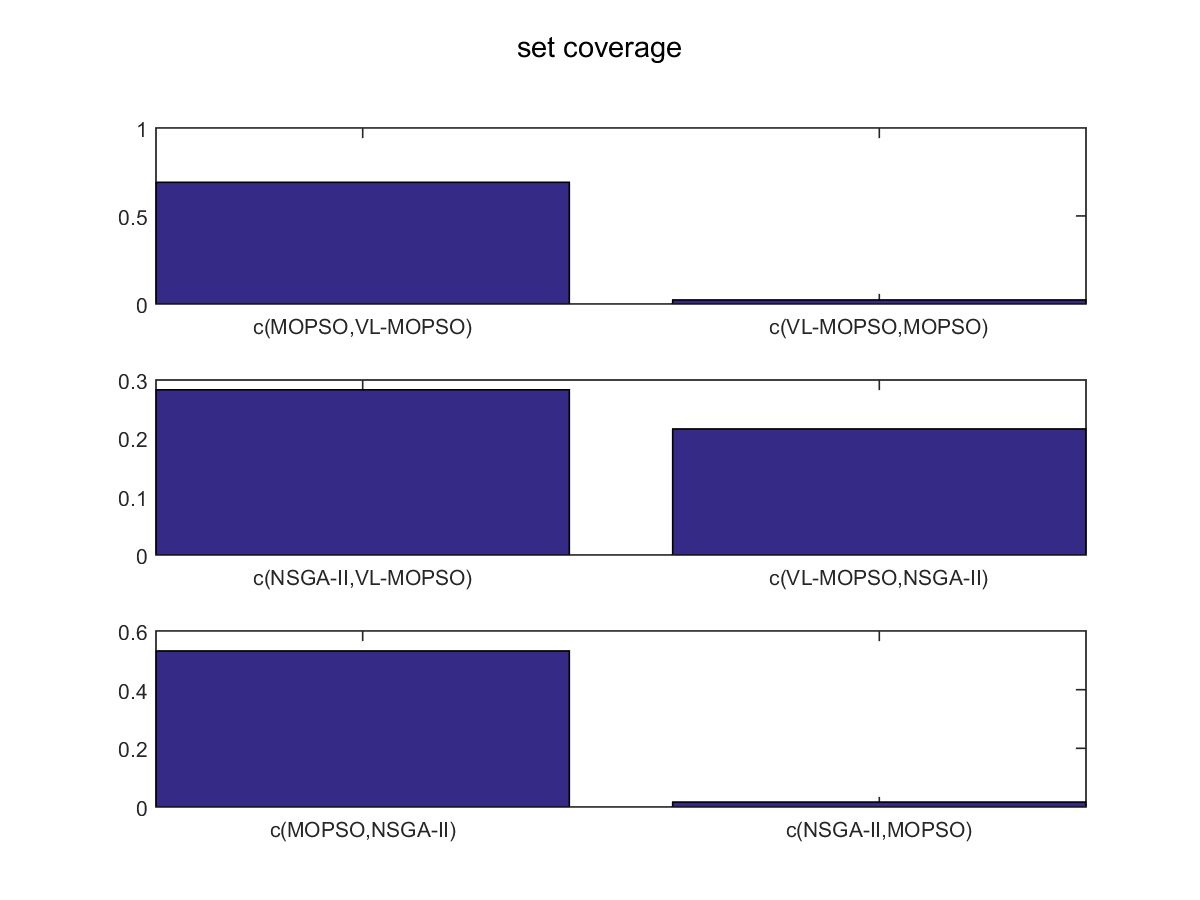 set coverage
1
0.5
0
c(MOPSO,VL-MOPSO) c(VL-MOPSO,MOPSO)
0.3
0.2
0.1
0
c(NSGA-II,VL-MOPSO) c(VL-MOPSO,NSGA-II)
0.6
0.4
0.2
0
c(MOPSO,NSGA-II) c(NSGA-II,MOPSO)